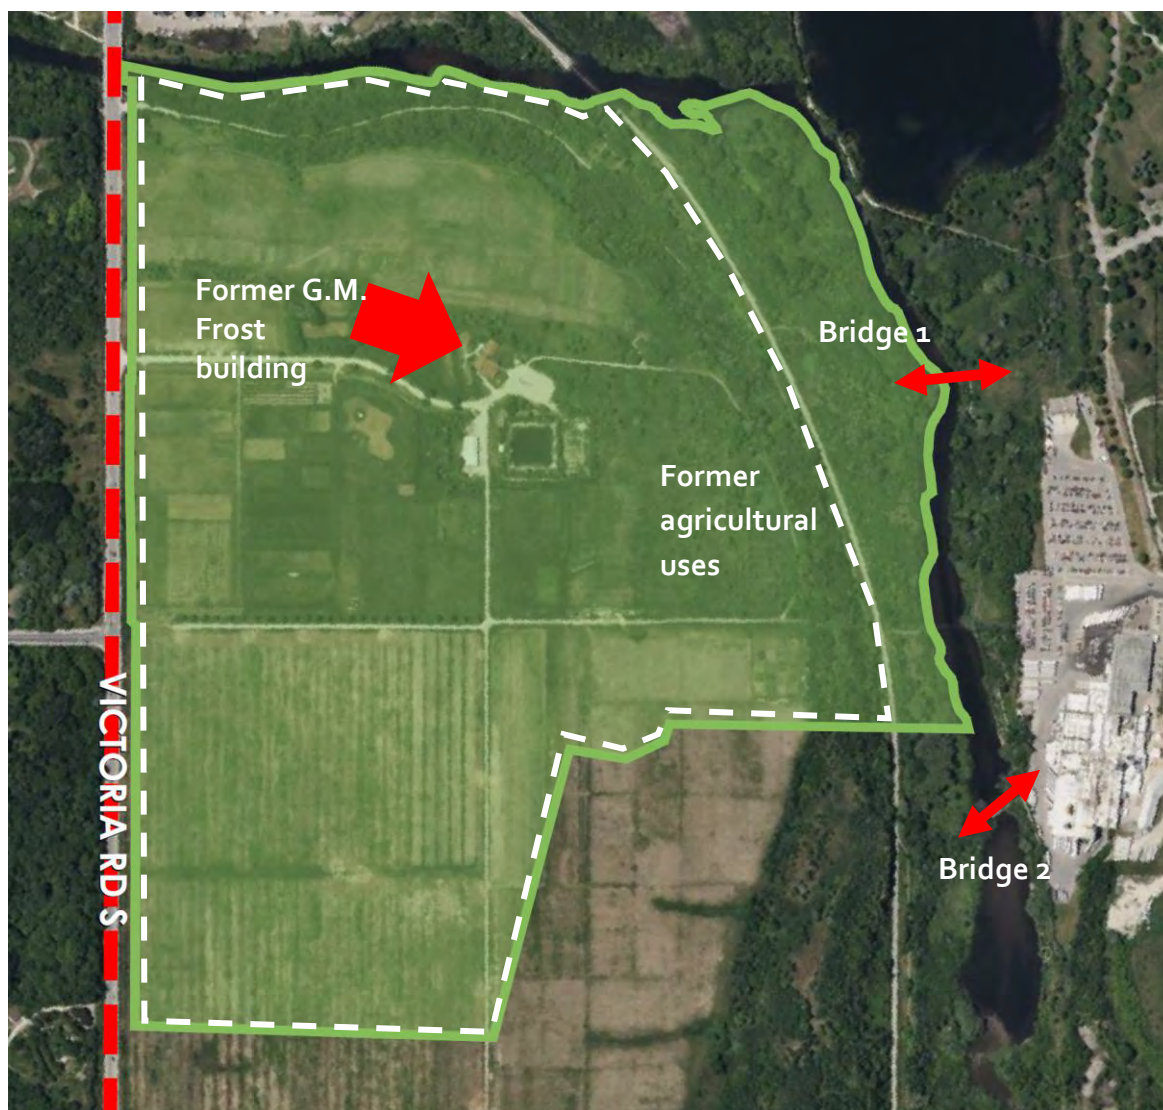 Former G.M.
Frost
building
Bridge 1
Former
agricultural
uses
VICTORIA RD S
Bridge 2